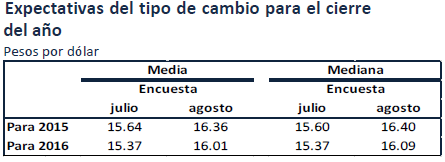 Expectativas del tipo de cambio para el cierre
del año
Pesos por dólar
Media Mediana
Encuesta Encuesta
julio agosto julio agosto
Para 2015 15.64 16.36 15.60 16.40
Para 2016 15.37 16.01 15.37 16.09